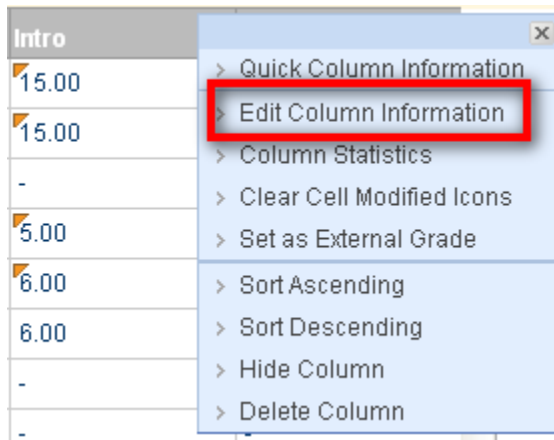 Intro
15.00
15.00
-
5.00
6.00
6.00
-
-
Quick Column Information
Edit Column Information
Column Statistics
Clear Cell Modified Icons
Set as External Grade
Sort Ascending
Sort Descending
Hide Column
Delete Column